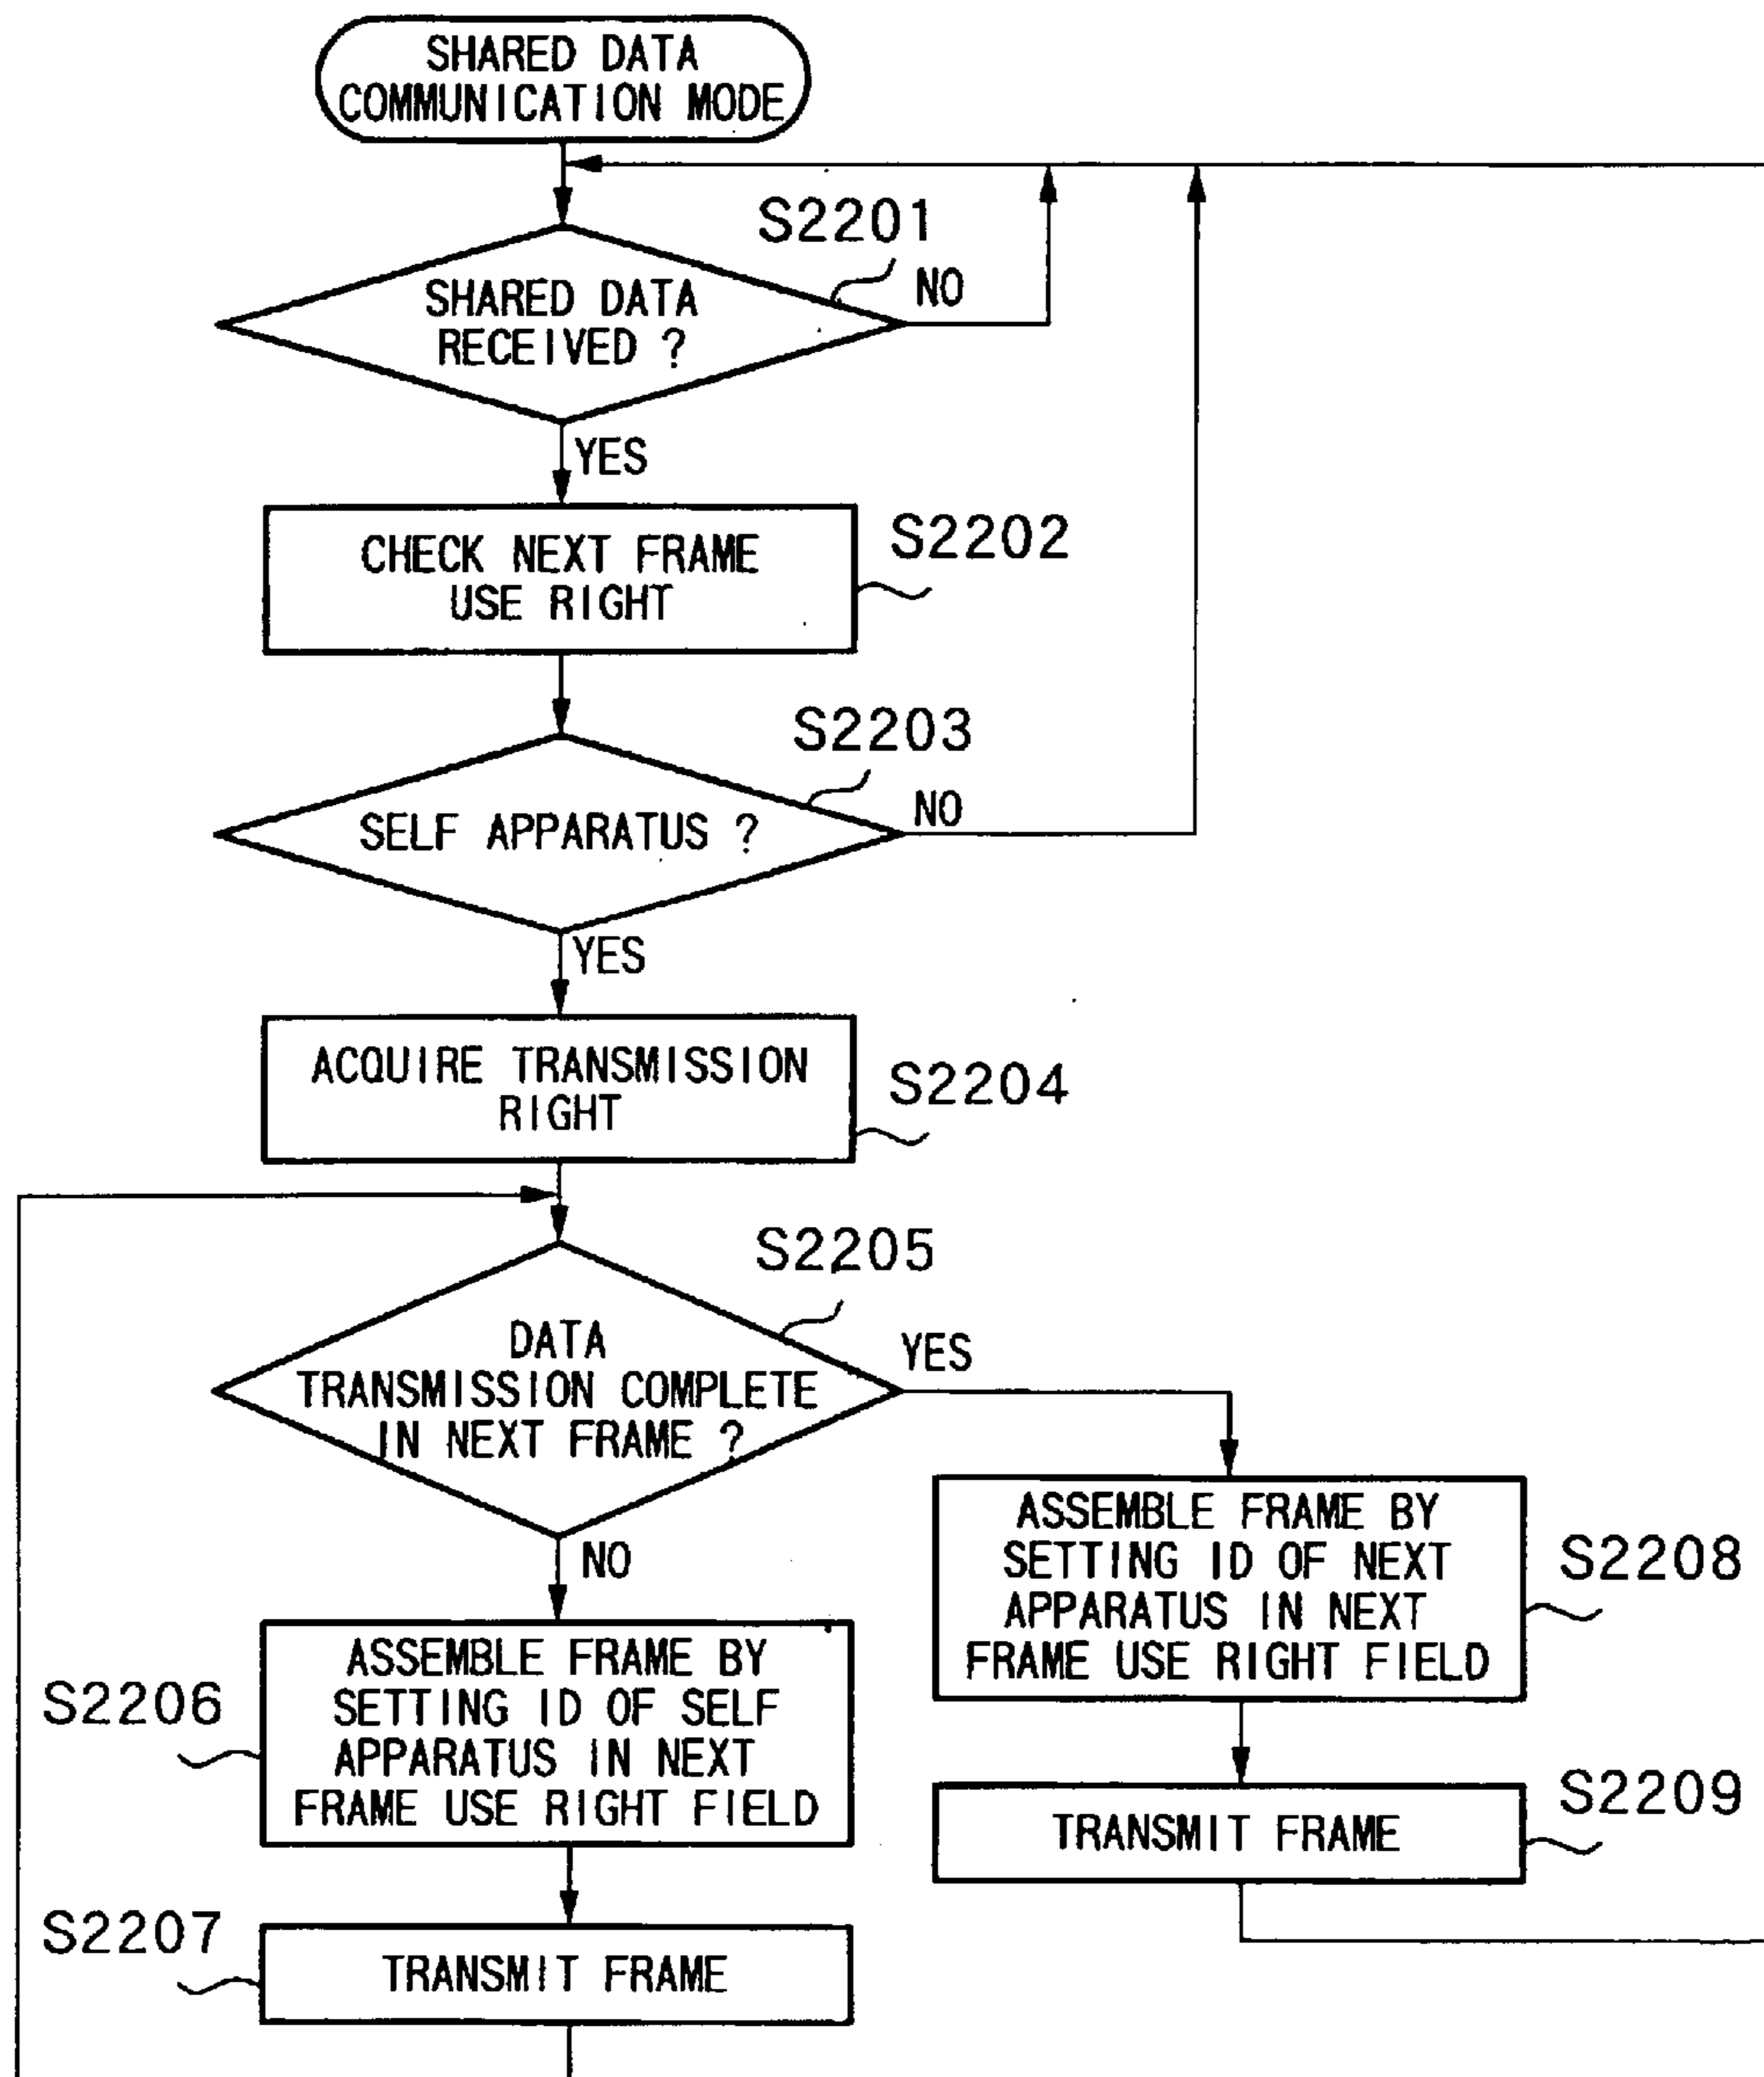 SHARED DATA
COMMUNICATION MODE
S2201
NO
SHARED DATA
RECEIVED ?
YES
CHECK NEXT FRAME
USE RIGHT
S2202
S2203
NO
SELF APPARATUS ?
YES
ACQUIRE TRANSMISSION
RIGHT
S2204
S2205
YES
DATA
TRANSMISSION COMPLETE
IN NEXT FRAME ?
NO
S2206
ASSEMBLE FRAME BY
SETTING ID OF SELF
APPARATUS IN NEXT
FRAME USE RIGHT FIELD
S2207
TRANSMIT FRAME
ASSEMBLE FRAME BY
SETTING ID OF NEXT
APPARATUS IN NEXT
FRAME USE RIGHT FIELD
S2208
S2209
TRANSMIT FRAME